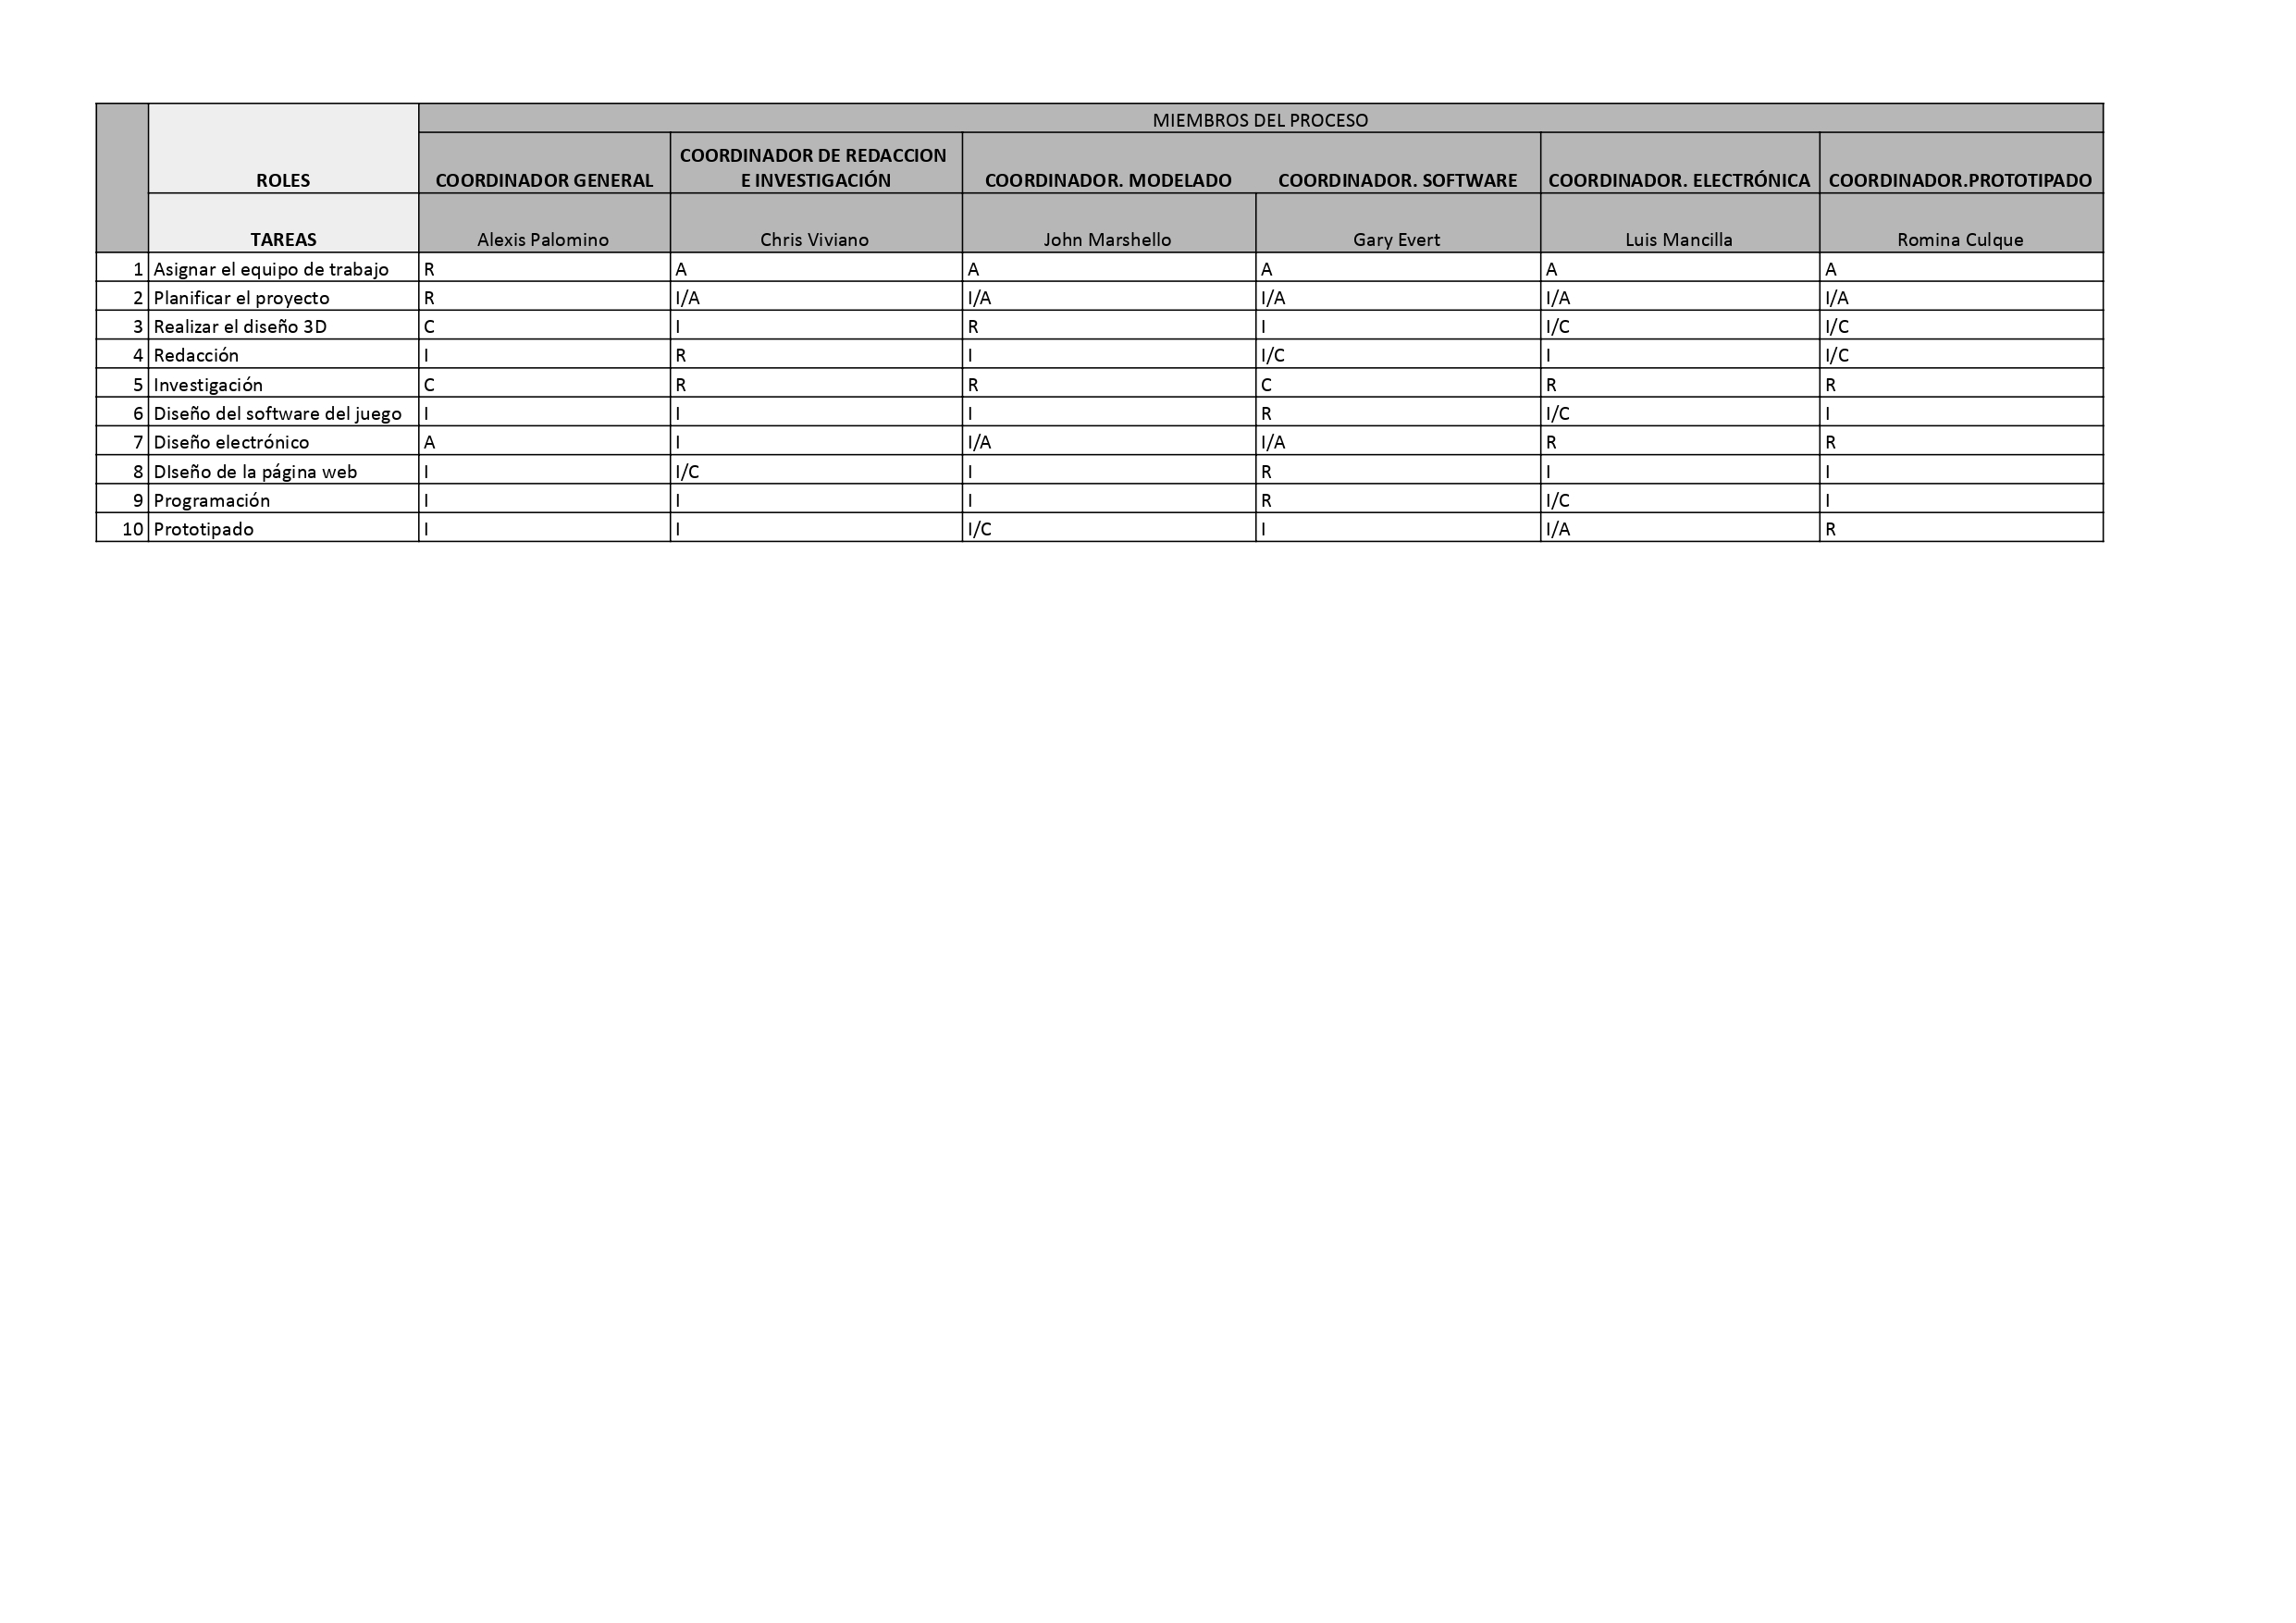 MIEMBROS DEL PROCESO
ROLES COORDINADOR GENERAL COORDINADOR DE REDACCION E INVESTIGACIÓN COORDINADOR. MODELADO COORDINADOR. SOFTWARE COORDINADOR. ELECTRÓNICA COORDINADOR.PROTOTIPADO
TAREAS Alexis Palomino Chris Viviano John Marshello Gary Evert Luis Mancilla Romina Culque
1 Asignar el equipo de trabajo R A A A A A
2 Planificar el proyecto R I/A I/A I/A I/A I/A
3 Realizar el diseño 3D C I R I I/C I/C
4 Redacción I R I I/C I I/C
5 Investigación C R R C R R
6 Diseño del software del juego I I I R I/C I
7 Diseño electrónico A I I/A I/A R R
8 DIseño de la página web I I/C I R I I
9 Programación I I I R I/C I
10 Prototipado I I I/C I I/A R